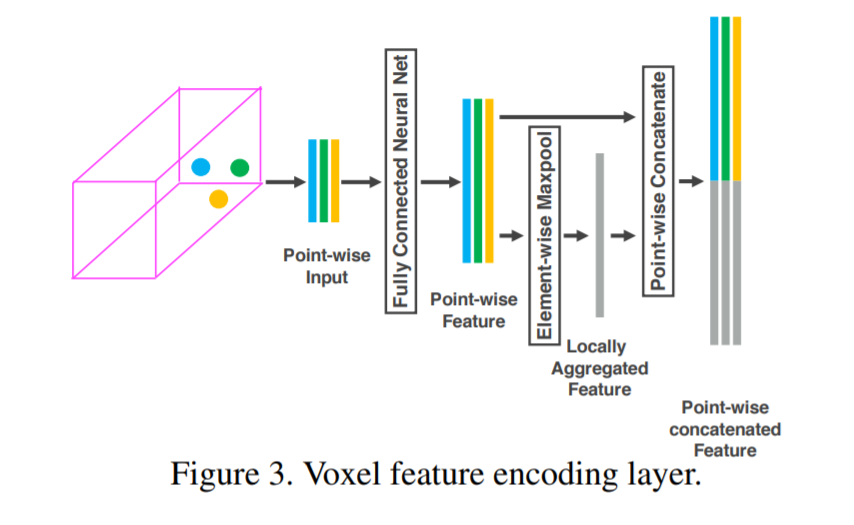 Point-wise
Input
Fully Connected Neural Net
Point-wise
Feature
Element-wise Maxpool
Locally
Aggregated
Feature
Point-wise Concatenate
Point-wise
concatenated
Feature
Figure 3. Voxel feature encoding layer.